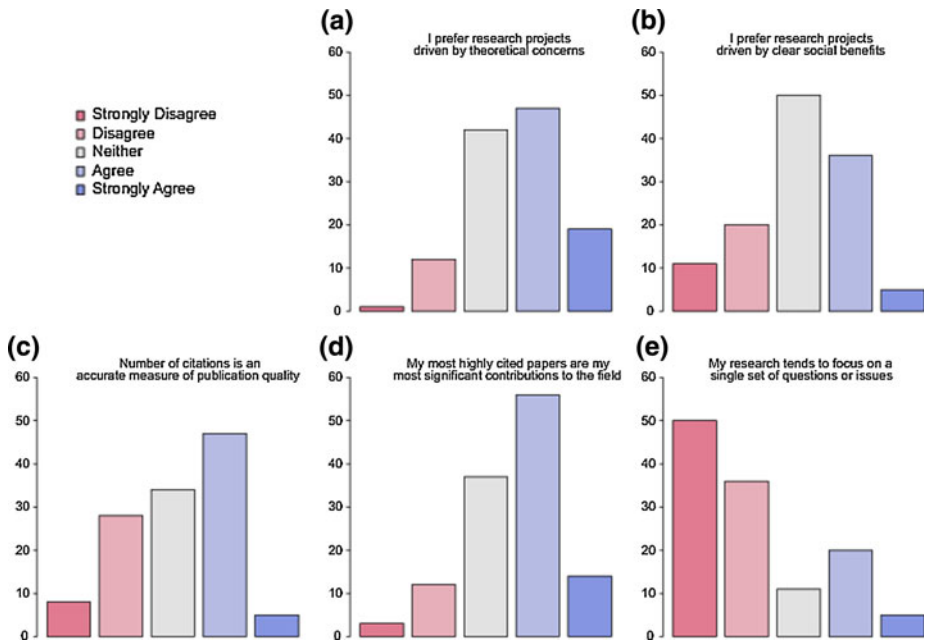 (a)
I prefer research projects
driven by theoretical concerns
60
50
40
30
20
10
0
(b)
I prefer research projects
driven by clear social benefits
60
50
40
30
20
10
0
Strongly Disagree
Disagree
Neither
Agree
Strongly Agree
(c)
Number of citations is an
accurate measure of publication quality
60
50
40
30
20
10
0
(d)
My most highly cited papers are my
most significant contributions to the field
60
50
40
30
20
10
0
(e)
My research tends to focus on a
single set of questions or issues
60
50
40
30
20
10
0